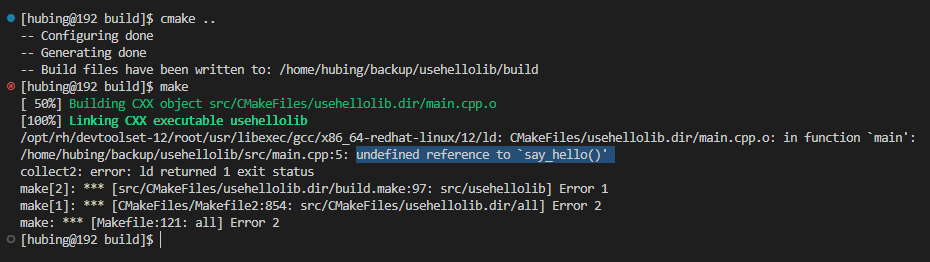 [hubing@192 build]$ cmake ..
-- Configuring done
-- Generating done
-- Build files have been written to: /home/hubing/backup/usehellolib/build
[hubing@192 build]$ make
[ 50%] Building CXX object src/CMakeFiles/usehellolib.dir/main.cpp.o
[100%] Linking CXX executable usehellolib
/opt/rh/devtoolset-12/root/usr/libexec/gcc/x86_64-redhat-linux/12/ld: CMakeFiles/usehellolib.dir/main.cpp.o: in function `main':
/home/hubing/backup/usehellolib/src/main.cpp:5: undefined reference to `say_hello()'
collect2: error: ld returned 1 exit status
make[2]: *** [src/CMakeFiles/usehellolib.dir/build.make:97: src/usehellolib] Error 1
make[1]: *** [CMakeFiles/Makefile2:854: src/CMakeFiles/usehellolib.dir/all] Error 2
make: *** [Makefile:121: all] Error 2
[hubing@192 build]$